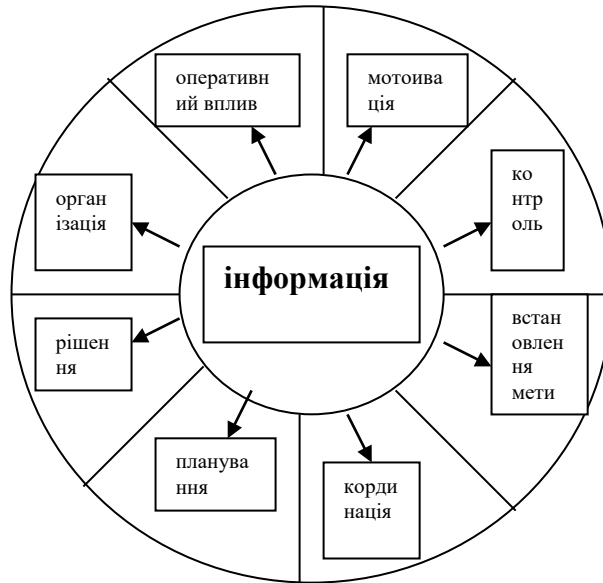 оперативн
ий вплив
мотоива
ція
орган
ізація
ко
нтр
оль
інформація
рішен
ня
встан
овлен
ня
мети
планува
ння
корди
нація